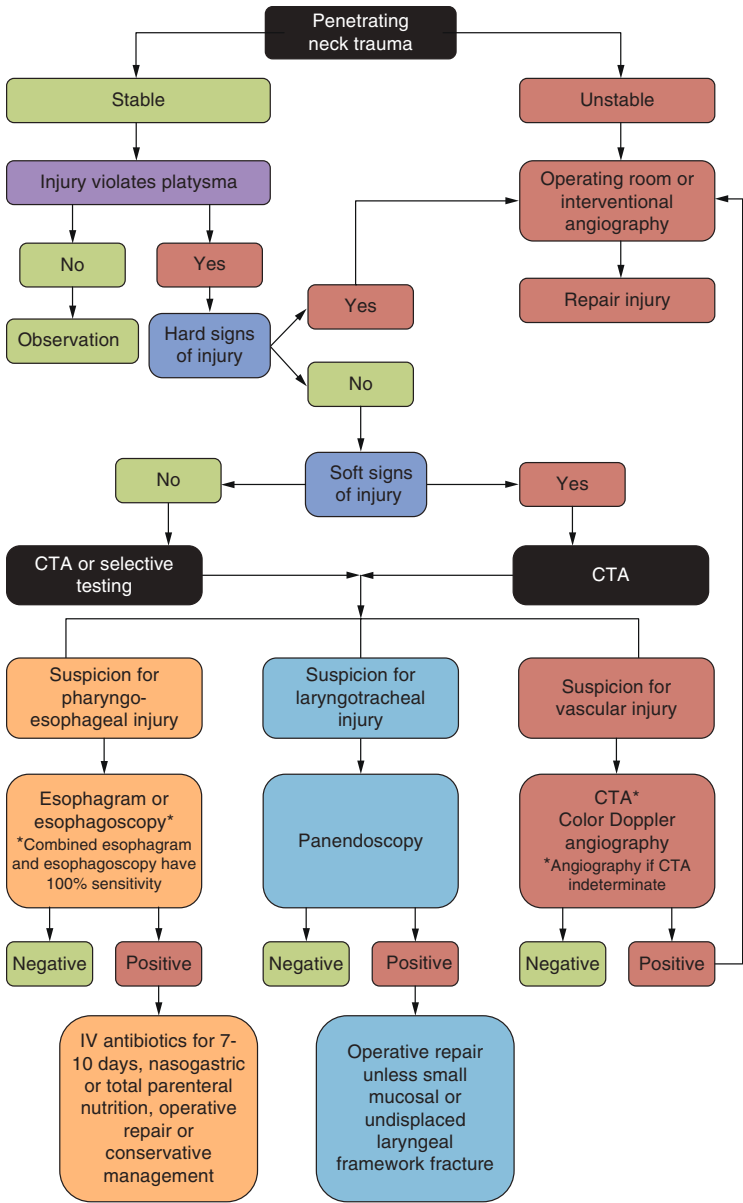 Penetrating
neck trauma
Stable
Unstable
Injury violates platysma
Operating room or
interventional
angiography
No
Yes
Repair injury
Observation
Hard signs
of injury
Yes
No
Soft signs
of injury
No
Yes
CTA or selective
testing
CTA
Suspicion for
pharyngo-
esophageal injury
Suspicion for
laryngotracheal
injury
Suspicion for
vascular injury
Esophagram or
esophagoscopy*
*Combined esophagram
and esophagoscopy have
100% sensitivity
Panendoscopy
CTA*
Color Doppler
angiography
*Angiography if CTA
indeterminate
Negative
Positive
Negative
Positive
Negative
Positive
IV antibiotics for 7-
10 days, nasogastric
or total parenteral
nutrition, operative
repair or
conservative
management
Operative repair
unless small
mucosal or
undisplaced
laryngeal
framework fracture